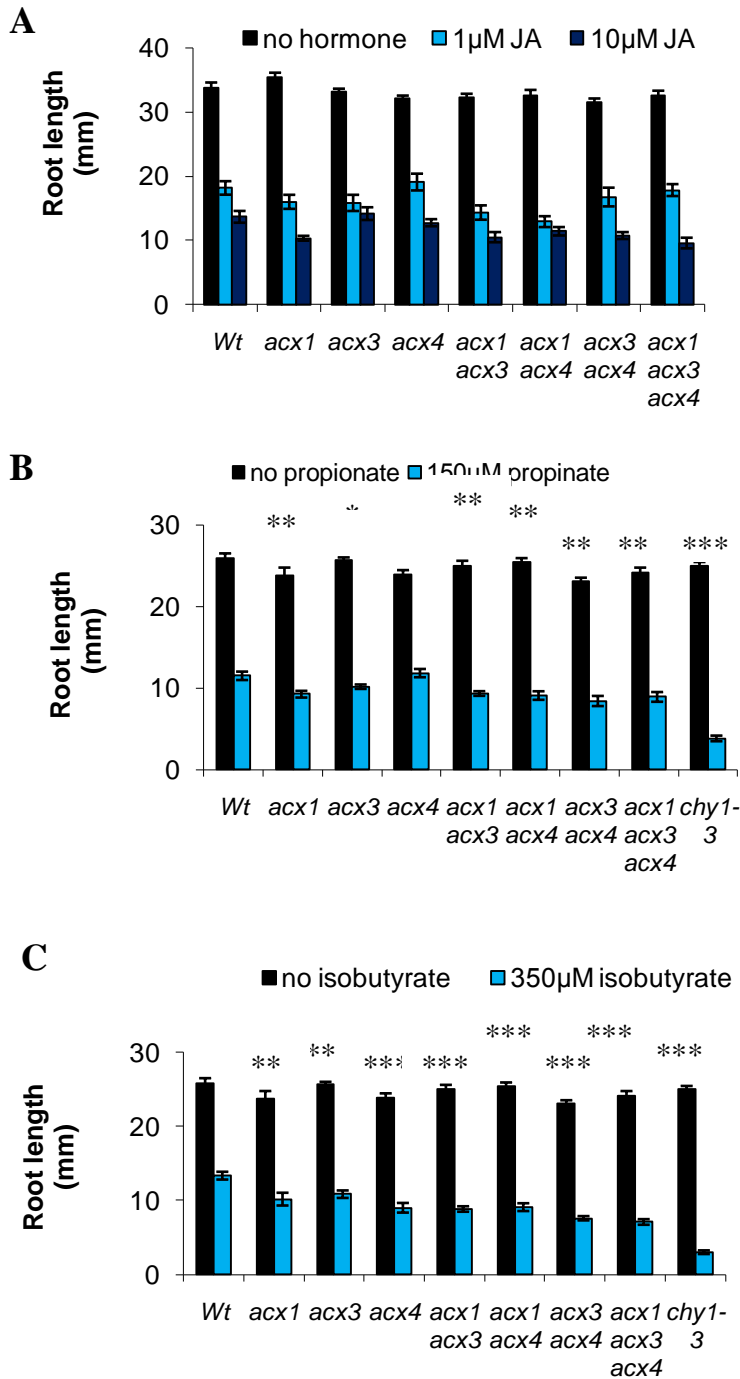 A
no hormone 1µM JA 10µM JA
40
30
20
10
0
Root length
(mm)
Wt acx1 acx3 acx4 acx1 acx1 acx3 acx1
acx3 acx4 acx4 acx3
acx4
B
no propionate 150µM propinate
** * ** ** ** ** ***
30
20
10
0
Root length
(mm)
Wt acx1 acx3 acx4 acx1 acx1 acx3 acx1 chy1-
acx3 acx4 acx4 acx3 3
acx4
C
no isobutyrate 350µM isobutyrate
** ** *** *** *** *** *** ***
30
20
10
0
Root length
(mm)
Wt acx1 acx3 acx4 acx1 acx1 acx3 acx1 chy1-
acx3 acx4 acx4 acx3 3
acx4